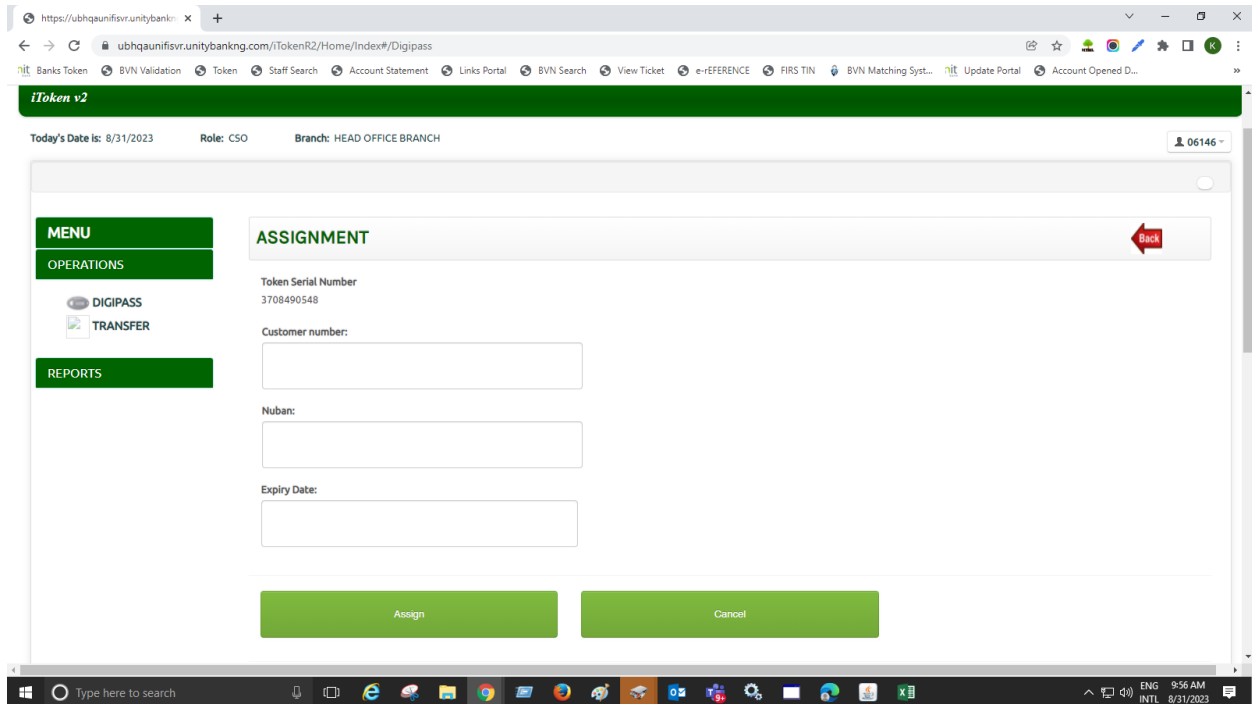 https://ubhqaunifisvr.unitybankn
ubhqaunifisvr.unitybankng.com/iTokenR2/Home/Index#/Digipass
K
nit Banks Token BVN Validation Token Staff Search Account Statement Links Portal BVN Search View Ticket e-rEFERENCE FIRS TIN BVN Matching Syst... nit Update Portal Account Opened D... »
iToken v2
Today's Date is: 8/31/2023 Role: CSO Branch: HEAD OFFICE BRANCH
06146
MENU
ASSIGNMENT
Back
OPERATIONS
Token Serial Number
3708490548
DIGIPASS
TRANSFER
Customer number:
REPORTS
Nuban:
Expiry Date:
Assign Cancel
Type here to search
9+
ENG 9:56 AM
INTL 8/31/2023